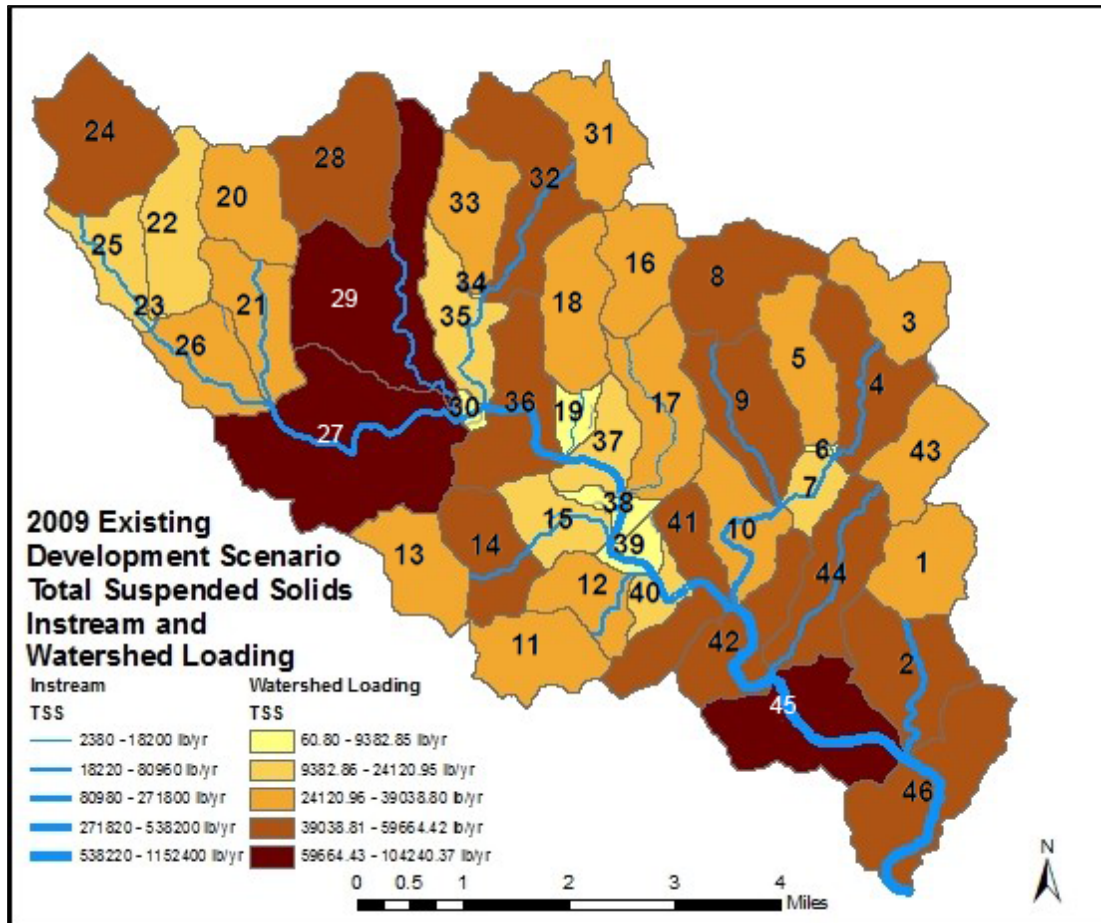 31
24
28
32
20
33
22
16
8
25
34
18
3
29
35
5
21
23
4
26
9
30
36
19
17
27
37
6
43
7
38
15
41
10
14
39
13
44
1
12
40
11
42
2
45
46
2009 Existing
Development Scenario
Total Suspended Solids
Instream and
Watershed Loading
Instream
TSS
2380 - 18200 lb/yr
18220 - 80960 lb/yr
80980 - 271800 lb/yr
271820 - 538200 lb/yr
538220 - 1152400 lb/yr
Watershed Loading
TSS
60.80 - 9382.85 lb/yr
9382.86 - 24120.95 lb/yr
24120.96 - 39038.80 lb/yr
39038.81 - 59664.42 lb/yr
59664.43 - 104240.37 lb/yr
0 0.5 1 2 3 4
Miles
N